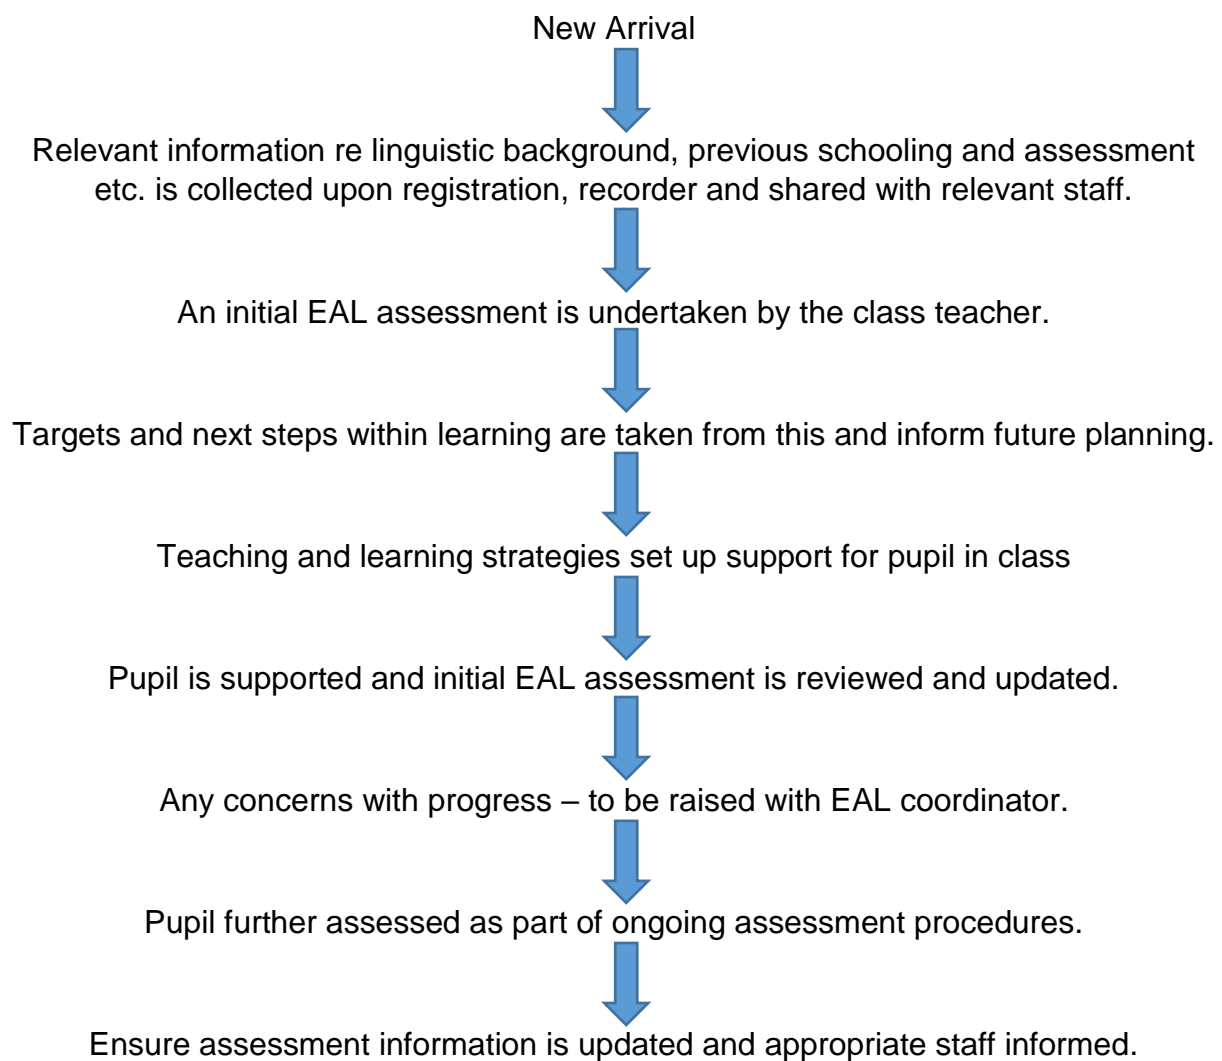 New Arrival
Relevant information re linguistic background, previous schooling and assessment
etc. is collected upon registration, recorder and shared with relevant staff.
An initial EAL assessment is undertaken by the class teacher.
Targets and next steps within learning are taken from this and inform future planning.
Teaching and learning strategies set up support for pupil in class
Pupil is supported and initial EAL assessment is reviewed and updated.
Any concerns with progress – to be raised with EAL coordinator.
Pupil further assessed as part of ongoing assessment procedures.
Ensure assessment information is updated and appropriate staff informed.